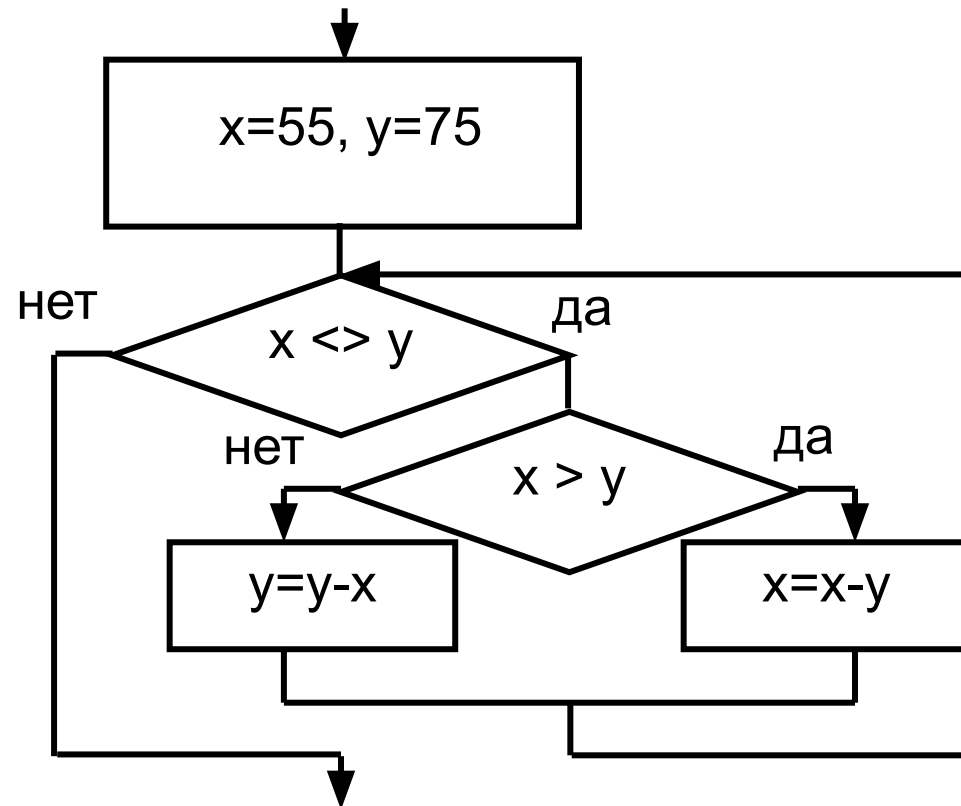 x=55, y=75
нет
да
x <> y
нет
да
x > y
y=y-x
x=x-y